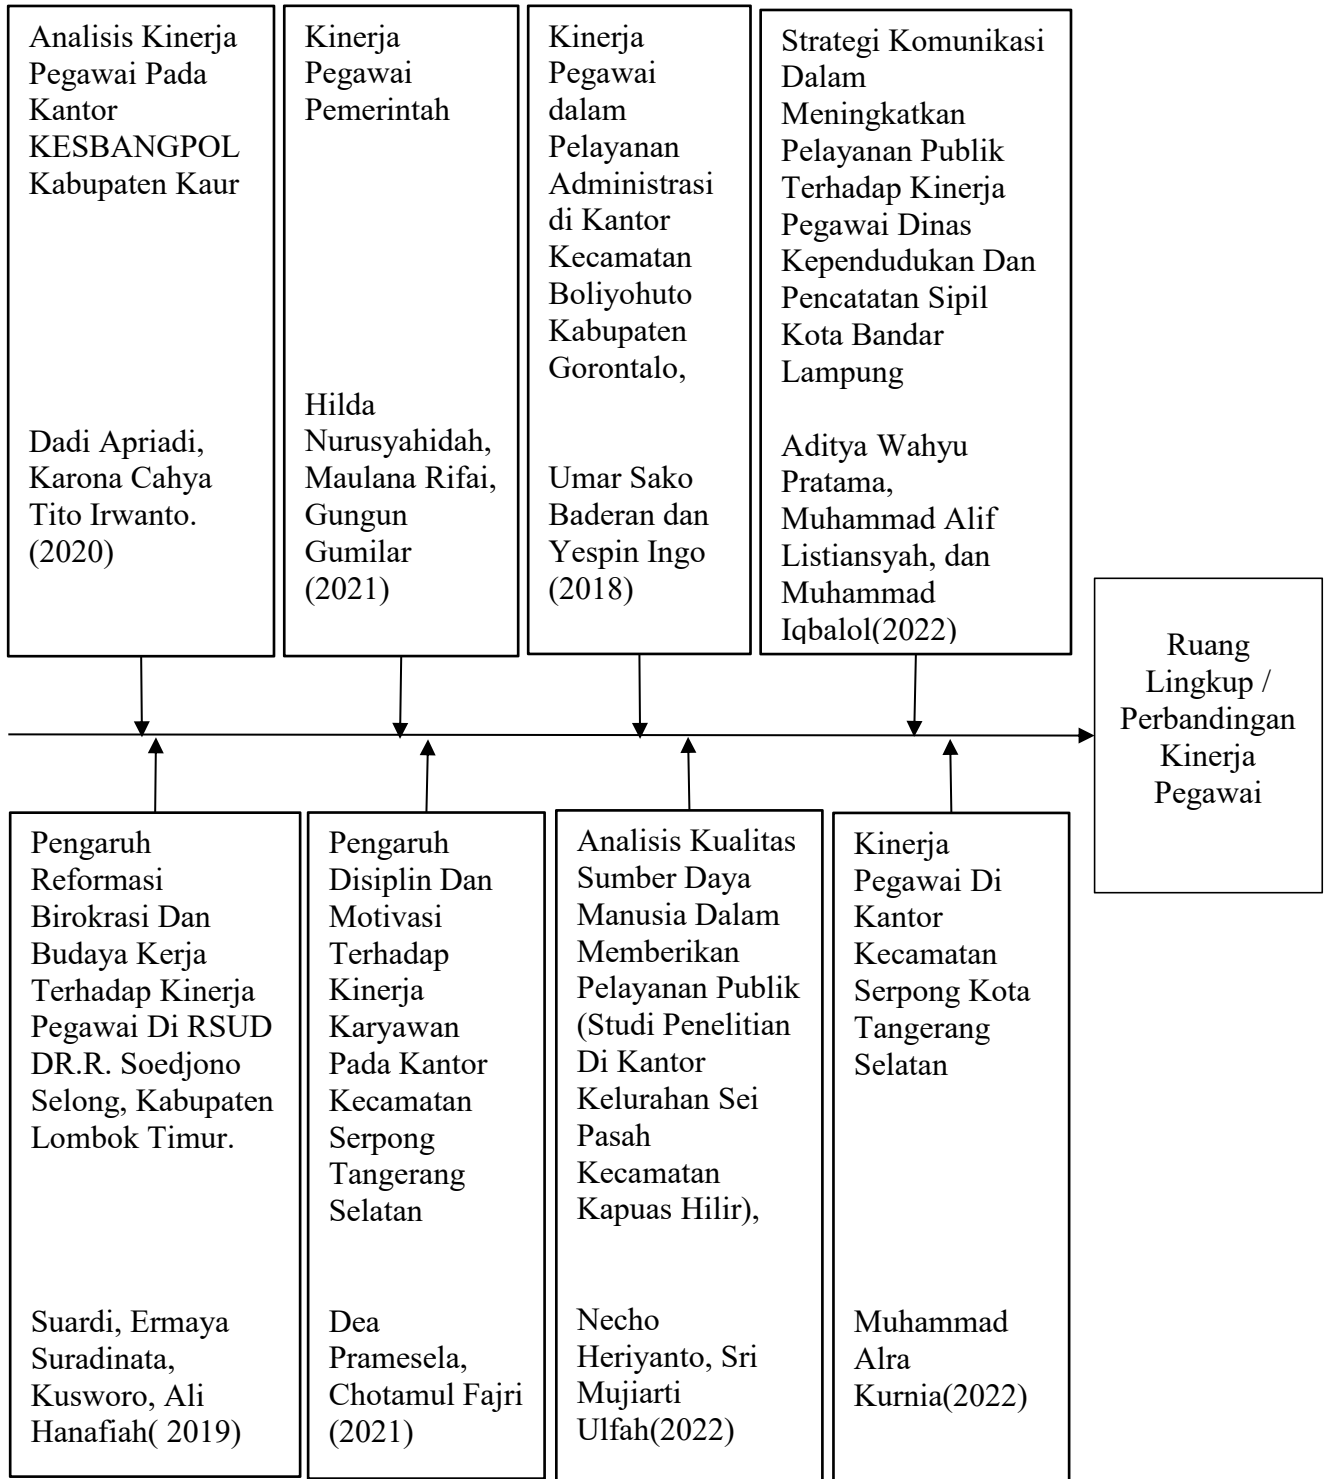 Analisis Kinerja
Pegawai Pada
Kantor
KESBANGPOL
Kabupaten Kaur
Dadi Apriadi,
Karona Cahya
Tito Irwanto.
(2020)
Kinerja
Pegawai
Pemerintah
Hilda
Nurusyahidah,
Maulana Rifai,
Gungun
Gumilar
(2021)
Kinerja
Pegawai
dalam
Pelayanan
Administrasi
di Kantor
Kecamatan
Boliyohuto
Kabupaten
Gorontalo,
Umar Sako
Baderan dan
Yespin Ingo
(2018)
Strategi Komunikasi
Dalam
Meningkatkan
Pelayanan Publik
Terhadap Kinerja
Pegawai Dinas
Kependudukan Dan
Pencatatan Sipil
Kota Bandar
Lampung
Aditya Wahyu
Pratama,
Muhammad Alif
Listiansyah, dan
Muhammad
Iqbalol(2022)
Ruang
Lingkup /
Perbandingan
Kinerja
Pegawai
Pengaruh
Reformasi
Birokrasi Dan
Budaya Kerja
Terhadap Kinerja
Pegawai Di RSUD
DR.R. Soedjono
Selong, Kabupaten
Lombok Timur.
Suardi, Ermaya
Suradinata,
Kusworo, Ali
Hanafiah( 2019)
Pengaruh
Disiplin Dan
Motivasi
Terhadap
Kinerja
Karyawan
Pada Kantor
Kecamatan
Serpong
Tangerang
Selatan
Dea
Pramesela,
Chotamul Fajri
(2021)
Analisis Kualitas
Sumber Daya
Manusia Dalam
Memberikan
Pelayanan Publik
(Studi Penelitian
Di Kantor
Kelurahan Sei
Pasah
Kecamatan
Kapuas Hilir),
Necho
Heriyanto, Sri
Mujiarti
Ulfah(2022)
Kinerja
Pegawai Di
Kantor
Kecamatan
Serpong Kota
Tangerang
Selatan
Muhammad
Alra
Kurnia(2022)